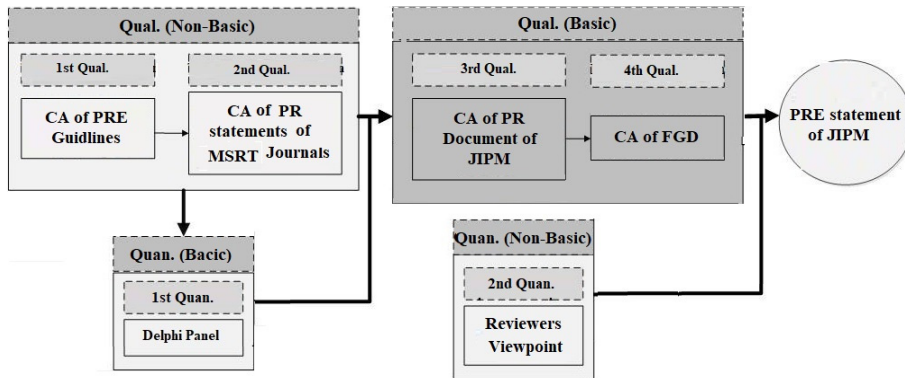 Qual. (Non-Basic)
1st Qual.
2nd Qual.
CA of PRE
Guidlines
CA of PR
statements of
MSRT Journals
Qual. (Basic)
3rd Qual.
4th Qual.
CA of PR
Document of
JIPM
CA of FGD
PRE statement
of JIPM
Quan. (Bacic)
1st Quan.
Delphi Panel
Quan. (Non-Basic)
2nd Quan.
Reviewers
Viewpoint